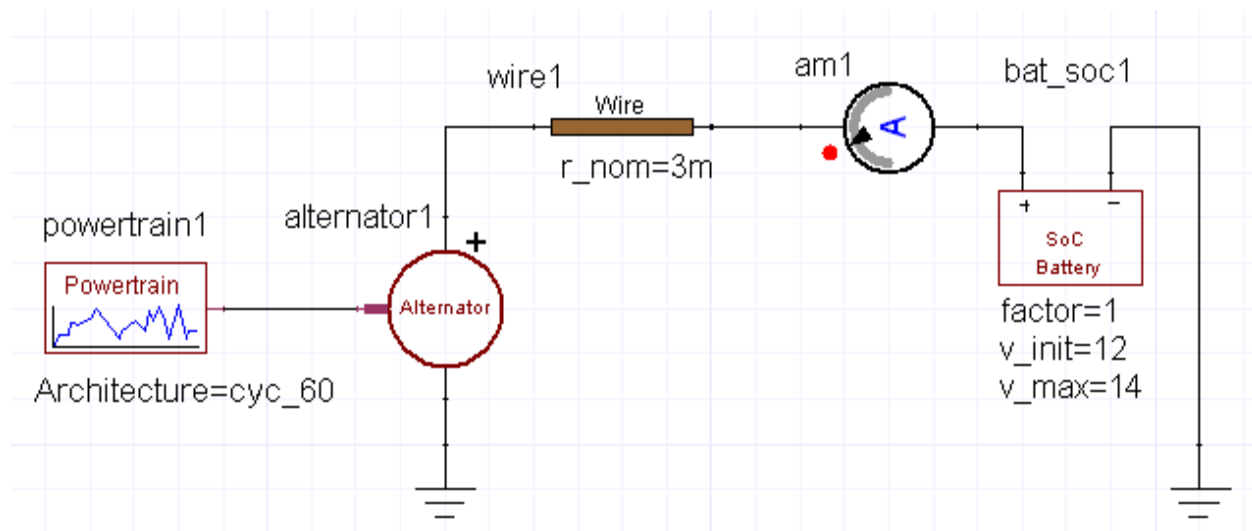 wire1
Wire
r_nom=3m
am1
A
bat_soc1
+ −
SoC
Battery
factor=1
v_init=12
v_max=14
alternator1
+
Alternator
powertrain1
Powertrain
Architecture=cyc_60